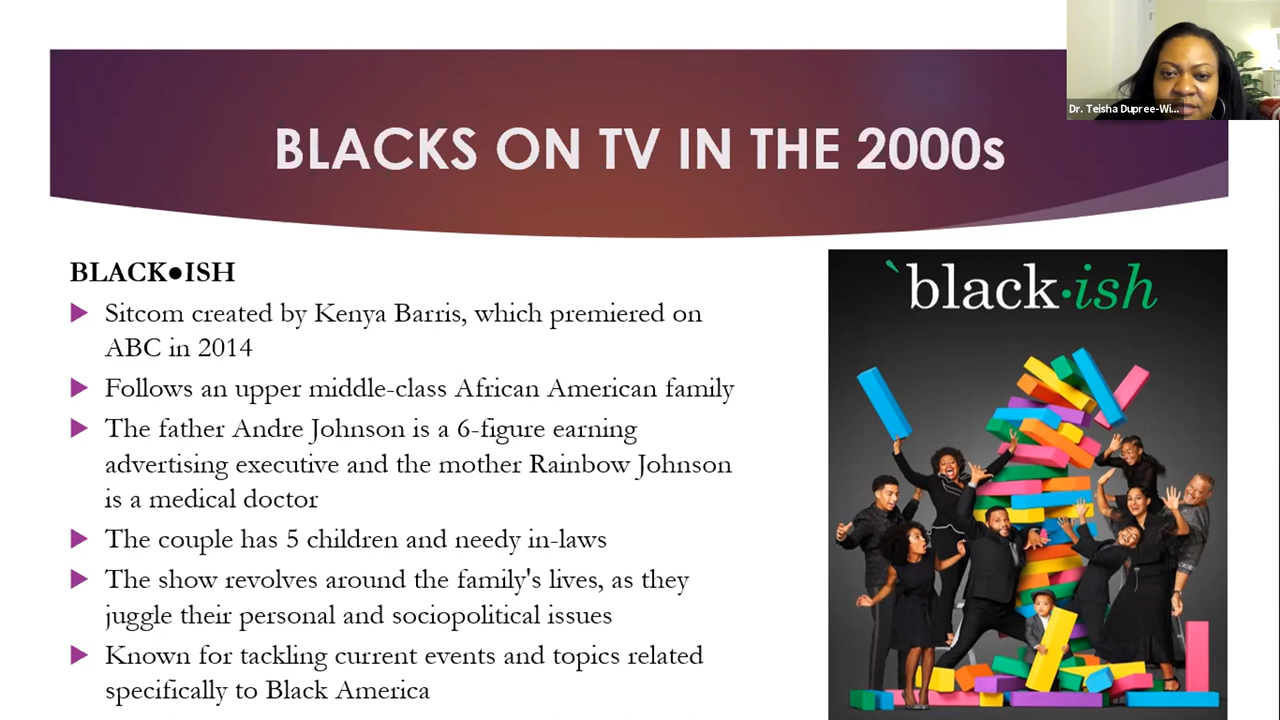 Dr. Teisha Dupree-Wi...
BLACKS ON TV IN THE 2000s
BLACK●ISH
Sitcom created by Kenya Barris, which premiered on
ABC in 2014
Follows an upper middle-class African American family
The father Andre Johnson is a 6-figure earning
advertising executive and the mother Rainbow Johnson
is a medical doctor
The couple has 5 children and needy in-laws
The show revolves around the family's lives, as they
juggle their personal and sociopolitical issues
Known for tackling current events and topics related
specifically to Black America
`black•ish